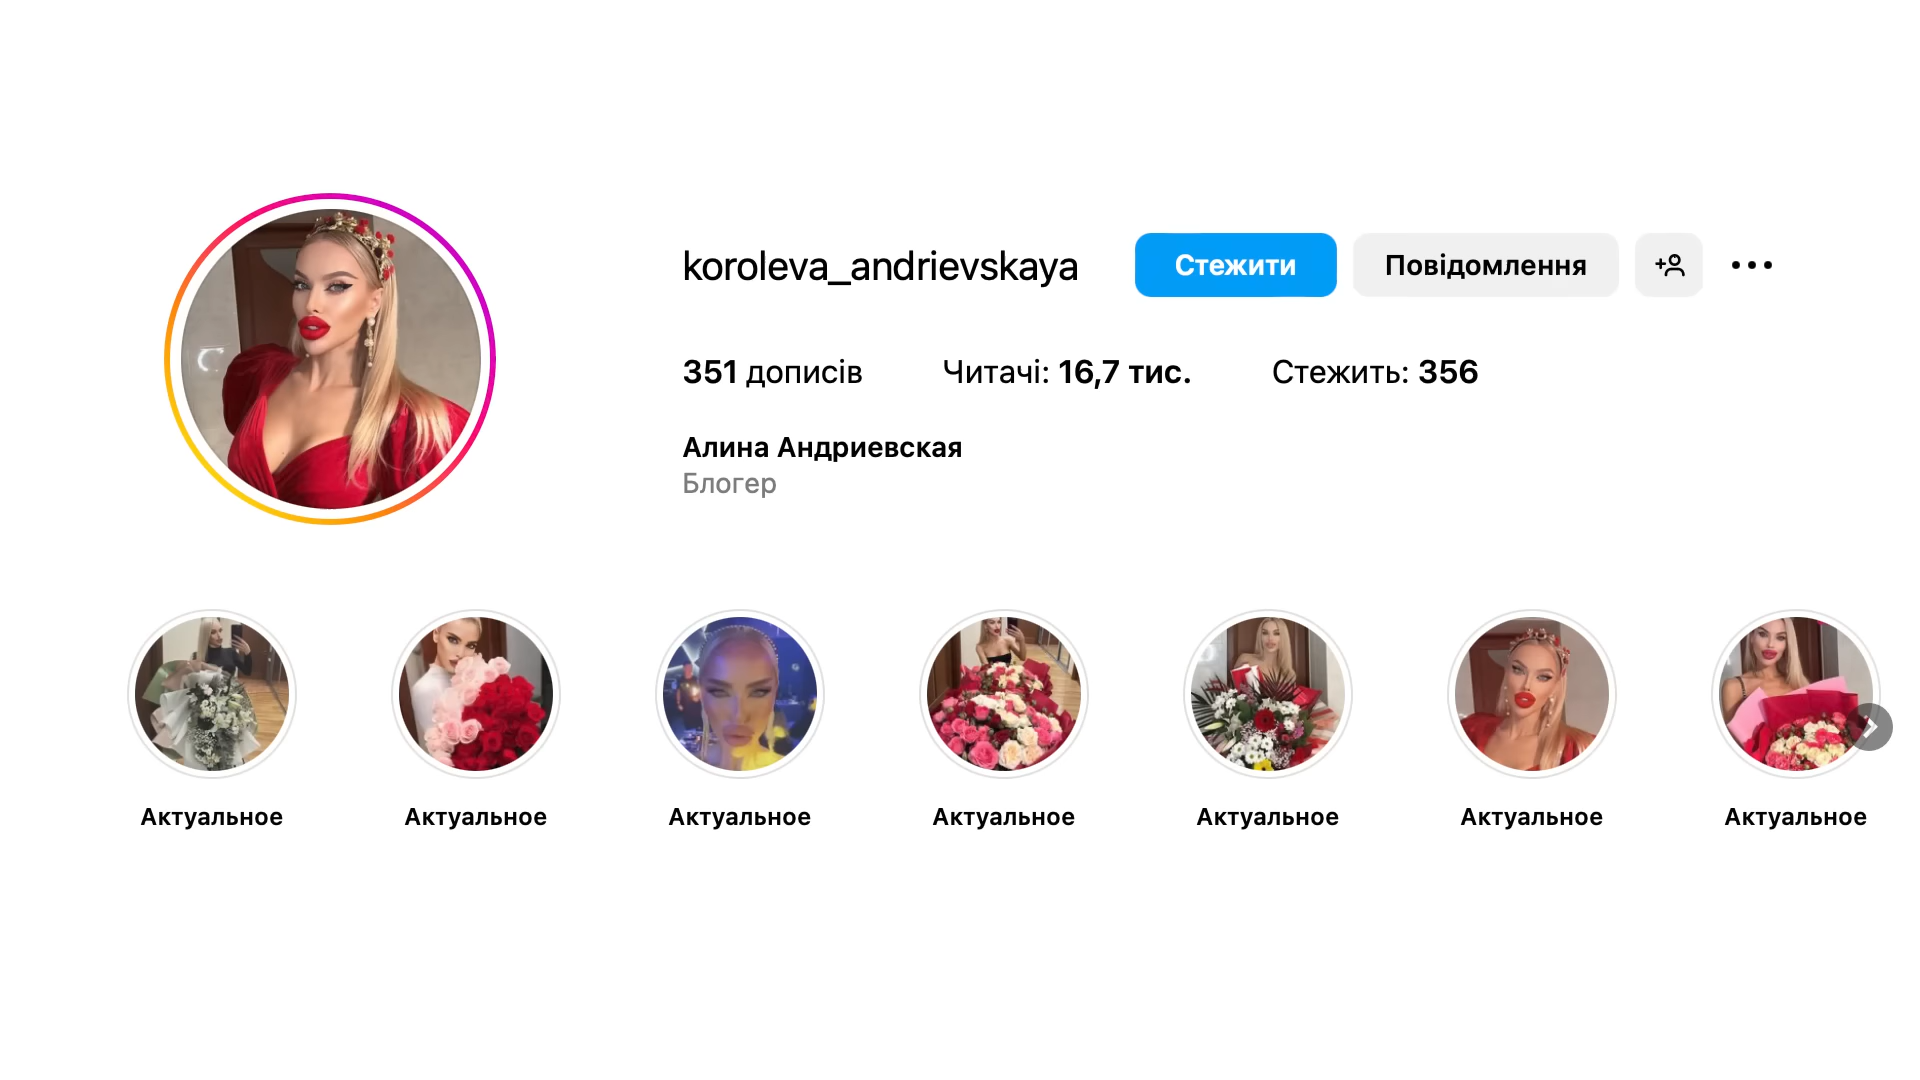 koroleva_andrievskaya Стежити Повідомлення
351 дописів Читачі: 16,7 тис. Стежить: 356
Алина Андриевская
Блогер
Актуальное Актуальное Актуальное Актуальное Актуальное Актуальное Актуальное